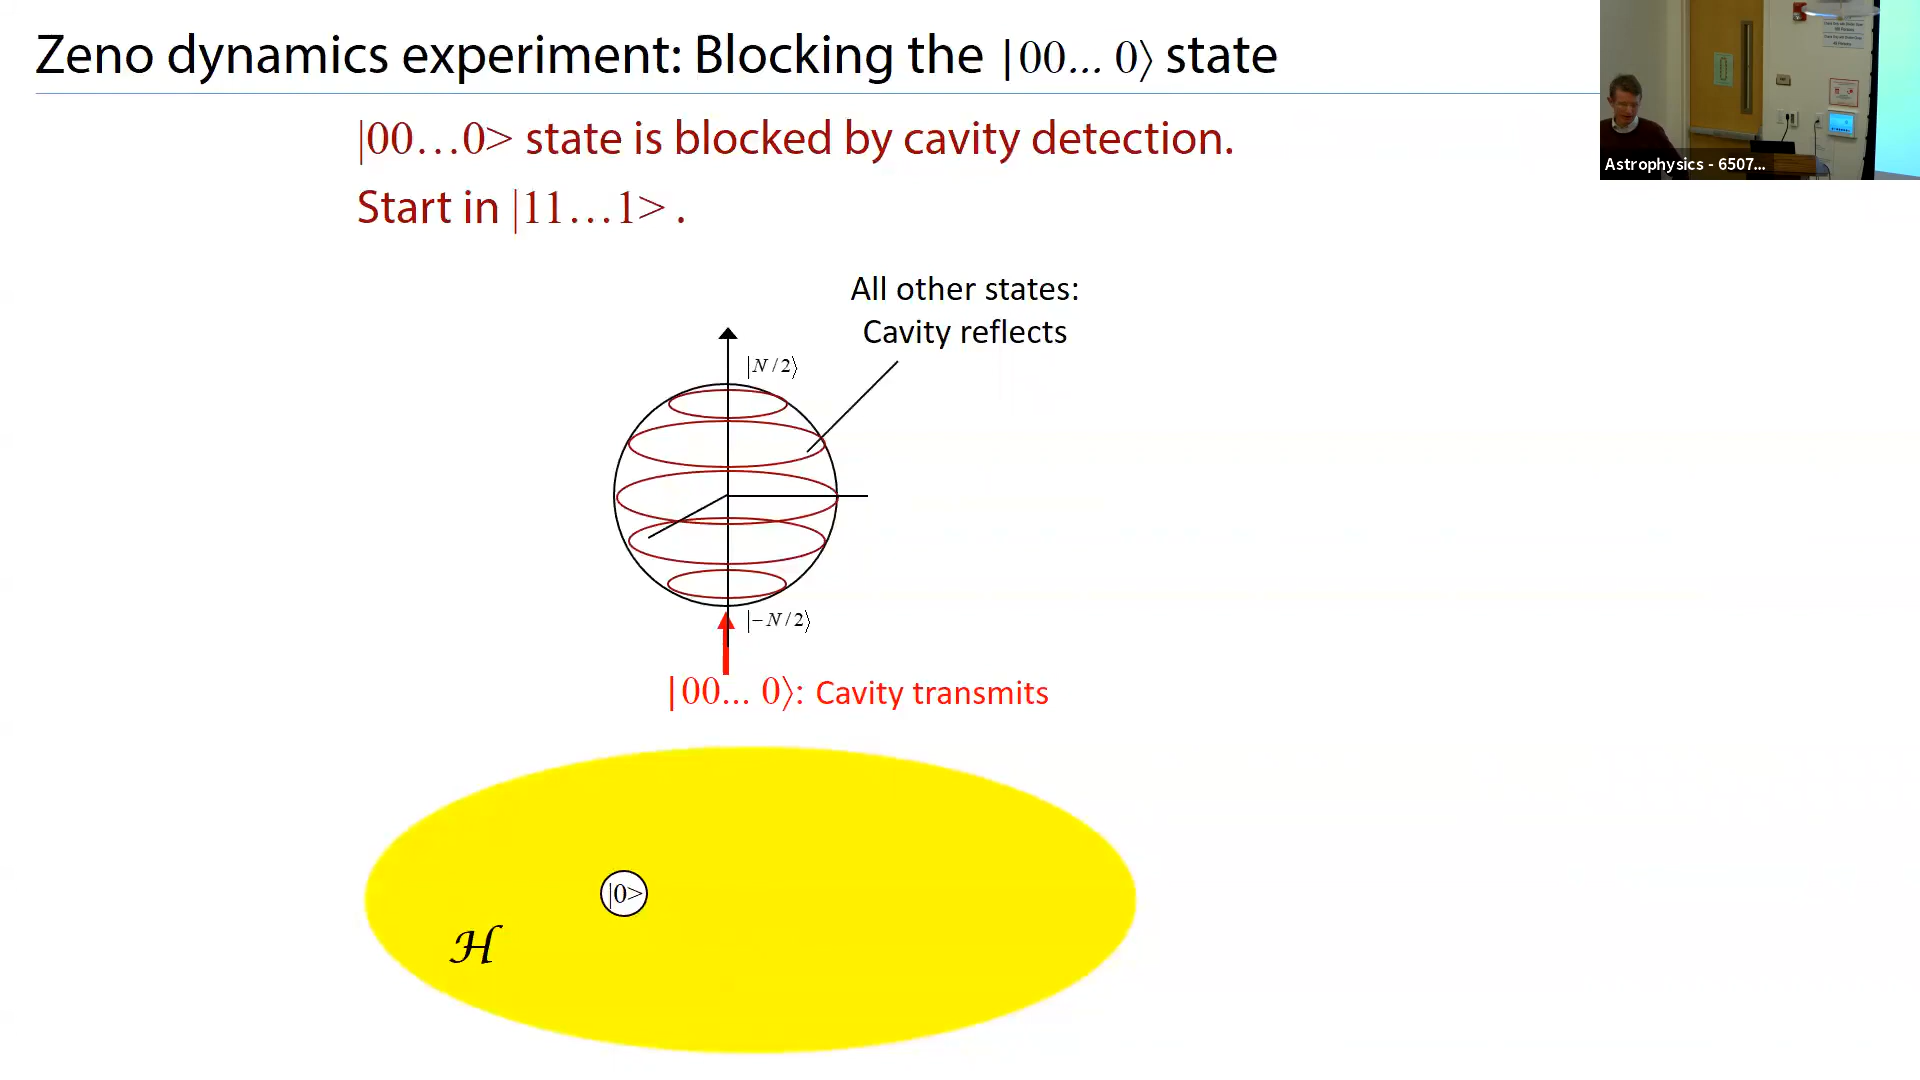 Zeno dynamics experiment: Blocking the |00... 0⟩ state
|00…0> state is blocked by cavity detection.
Start in |11…1> .
All other states:
Cavity reflects
|N/2⟩
|−N/2⟩
|00... 0⟩: Cavity transmits
|0>
ℋ
Astrophysics - 6507...